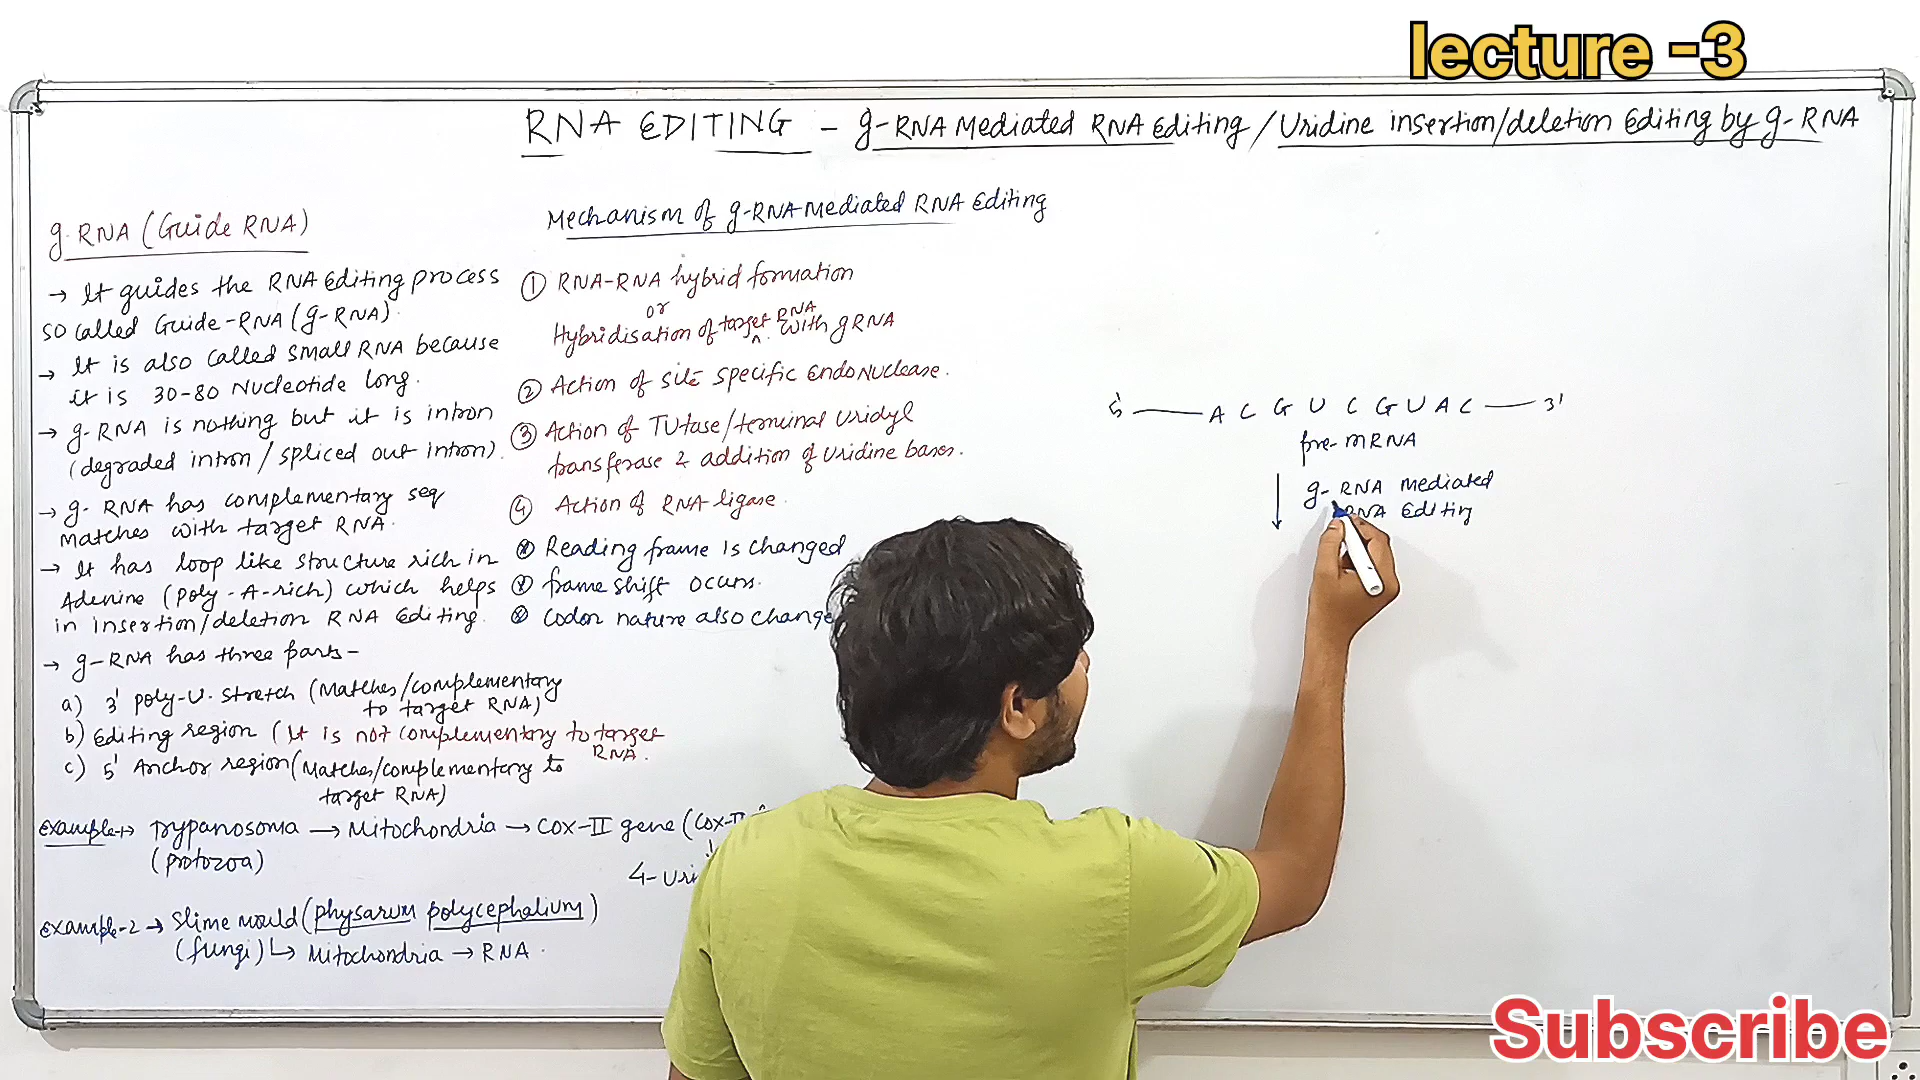 lecture -3
RNA EDITING - g-RNA Mediated RNA Editing / Uridine insertion/deletion Editing by g-RNA
g-RNA (Guide RNA)
→ It guides the RNA Editing process
so called Guide-RNA (g-RNA).
→ It is also called small RNA because
it is 30-80 Nucleotide long.
→ g-RNA is nothing but it is intron
(degraded intron / spliced out intron).
→ g-RNA has complementary seq
matches with target RNA.
→ It has loop like structure rich in
Adenine (poly-A-rich) which helps
in insertion/deletion RNA Editing.
→ g-RNA has three parts-
a) 3' poly-U-stretch (Matches/complementary
to target RNA)
b) Editing region (It is not complementary to target
RNA.
c) 5' Anchor region (Matches/complementary to
target RNA)
Example-1→ Trypanosoma → Mitochondria → COX-II gene (COX-II
(protozoa)
4-Uri
Example-2 → Slime mould (physarum polycephalium)
(fungi) ↳ Mitochondria → RNA.
Mechanism of g-RNA Mediated RNA Editing
① RNA-RNA hybrid formation
or
Hybridisation of target RNA with gRNA
② Action of site specific Endonuclease.
③ Action of TUTase/terminal Uridyl
transferase & addition of Uridine bases.
④ Action of RNA ligase.
Reading frame is changed
frame shift occurs.
Codon nature also change
5' — A C G U C G U A C — 3'
pre-mRNA
↓ g-RNA mediated
RNA Editing
Subscribe